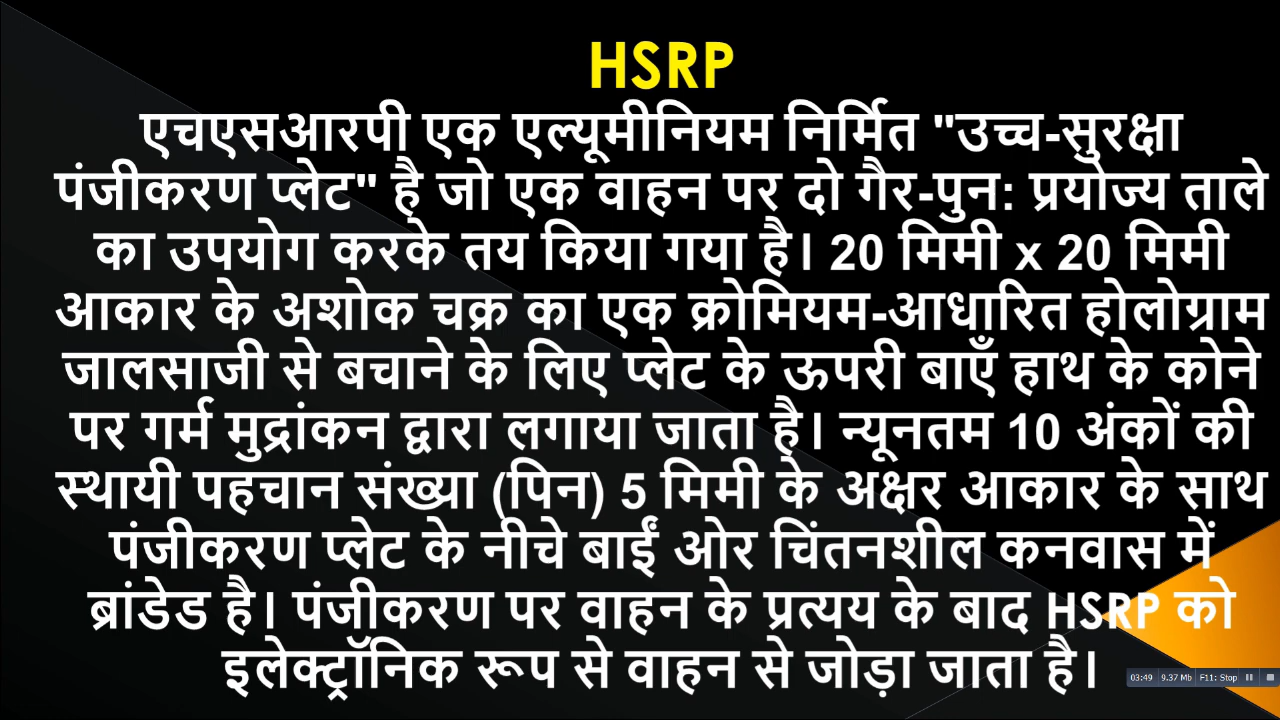 HSRP
एचएसआरपी एक एल्यूमीनियम निर्मित "उच्च-सुरक्षा
पंजीकरण प्लेट" है जो एक वाहन पर दो गैर-पुन: प्रयोज्य ताले
का उपयोग करके तय किया गया है। 20 मिमी x 20 मिमी
आकार के अशोक चक्र का एक क्रोमियम-आधारित होलोग्राम
जालसाजी से बचाने के लिए प्लेट के ऊपरी बाएँ हाथ के कोने
पर गर्म मुद्रांकन द्वारा लगाया जाता है। न्यूनतम 10 अंकों की
स्थायी पहचान संख्या (पिन) 5 मिमी के अक्षर आकार के साथ
पंजीकरण प्लेट के नीचे बाईं ओर चिंतनशील कनवास में
ब्रांडेड है। पंजीकरण पर वाहन के प्रत्यय के बाद HSRP को
इलेक्ट्रॉनिक रूप से वाहन से जोड़ा जाता है।
03:49 9.37 Mb F11: Stop